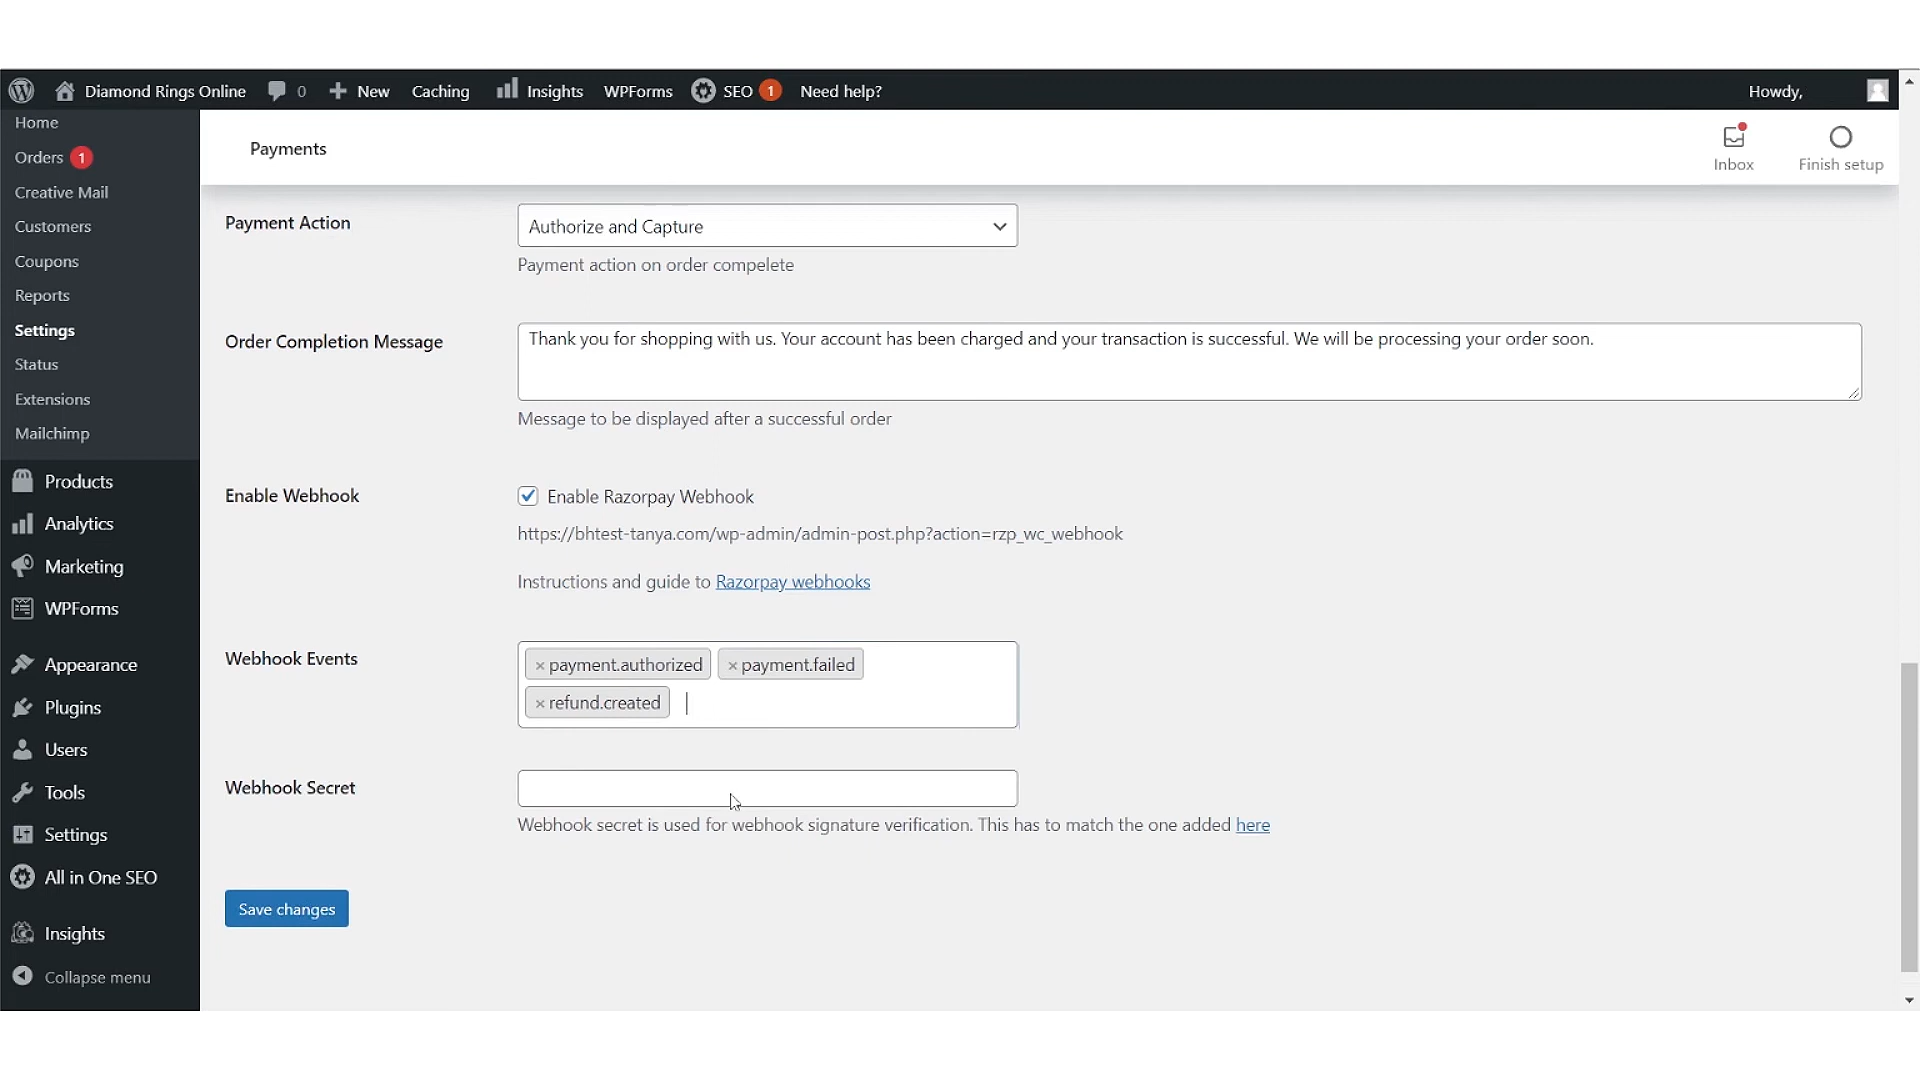 Diamond Rings Online 0 New Caching Insights WPForms SEO 1 Need help? Howdy,
Home
Orders 1
Creative Mail
Customers
Coupons
Reports
Settings
Status
Extensions
Mailchimp
Products
Analytics
Marketing
WPForms
Appearance
Plugins
Users
Tools
Settings
All in One SEO
Insights
Collapse menu
Payments
Inbox
Finish setup
Payment Action
Authorize and Capture
Payment action on order compelete
Order Completion Message
Thank you for shopping with us. Your account has been charged and your transaction is successful. We will be processing your order soon.
Message to be displayed after a successful order
Enable Webhook
Enable Razorpay Webhook
https://bhtest-tanya.com/wp-admin/admin-post.php?action=rzp_wc_webhook
Instructions and guide to Razorpay webhooks
Webhook Events
× payment.authorized × payment.failed
× refund.created
Webhook Secret
Webhook secret is used for webhook signature verification. This has to match the one added here
Save changes